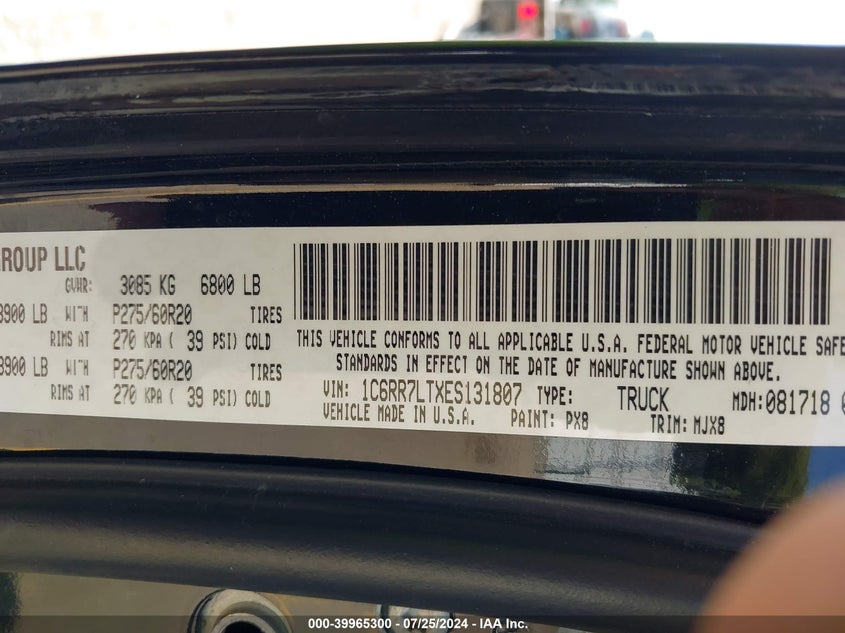 GROUP LLC
GVWR: 3085 KG 6800 LB
3900 LB WITH P275/60R20 TIRES
RIMS AT 270 KPA ( 39 PSI) COLD
3900 LB WITH P275/60R20 TIRES
RIMS AT 270 KPA ( 39 PSI) COLD
THIS VEHICLE CONFORMS TO ALL APPLICABLE U.S.A. FEDERAL MOTOR VEHICLE SAFE
STANDARDS IN EFFECT ON THE DATE OF MANUFACTURE SHOWN ABOVE.
VIN: 1C6RR7LTXES131807 TYPE: TRUCK MDH:081718 0
VEHICLE MADE IN U.S.A. PAINT: PX8 TRIM: MJX8
000-39965300 - 07/25/2024 - IAA Inc.